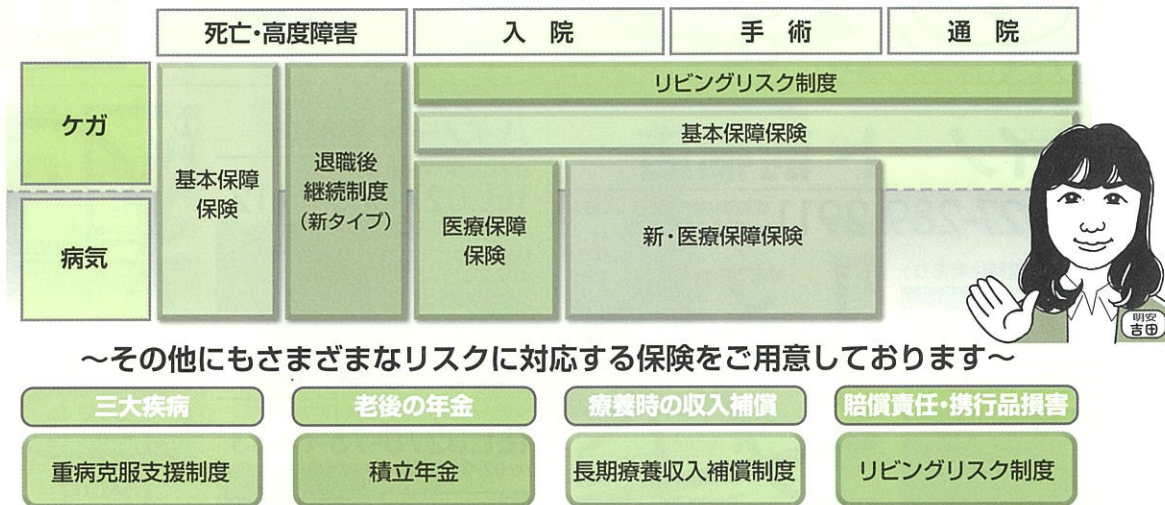 死亡・高度障害
入院
手術
通院
ケガ
病気
基本保障
保険
退職後
継続制度
(新タイプ)
リビングリスク制度
基本保障保険
医療保障
保険
新・医療保障保険
明安
吉田
～その他にもさまざまなリスクに対応する保険をご用意しております～
三大疾病
老後の年金
療養時の収入補償
賠償責任・携行品損害
重病克服支援制度
積立年金
長期療養収入補償制度
リビングリスク制度